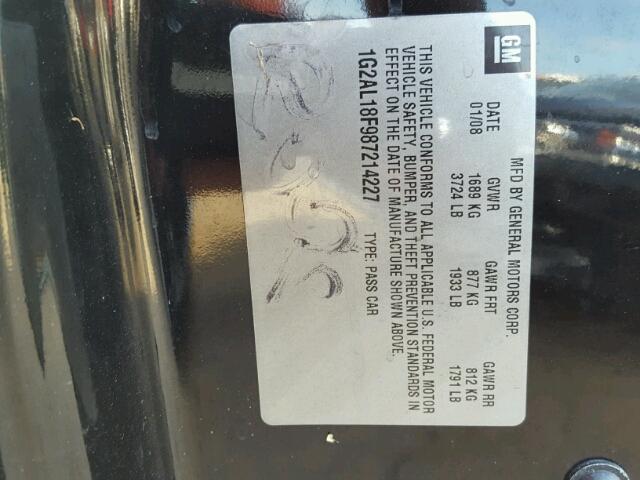 GM
MFD BY GENERAL MOTORS CORP.
DATE GVWR GAWR FRT GAWR RR
01/08 1689 KG 877 KG 812 KG
3724 LB 1933 LB 1791 LB
THIS VEHICLE CONFORMS TO ALL APPLICABLE U.S. FEDERAL MOTOR
VEHICLE SAFETY, BUMPER, AND THEFT PREVENTION STANDARDS IN
EFFECT ON THE DATE OF MANUFACTURE SHOWN ABOVE.
1G2AL18F987214227 TYPE: PASS CAR